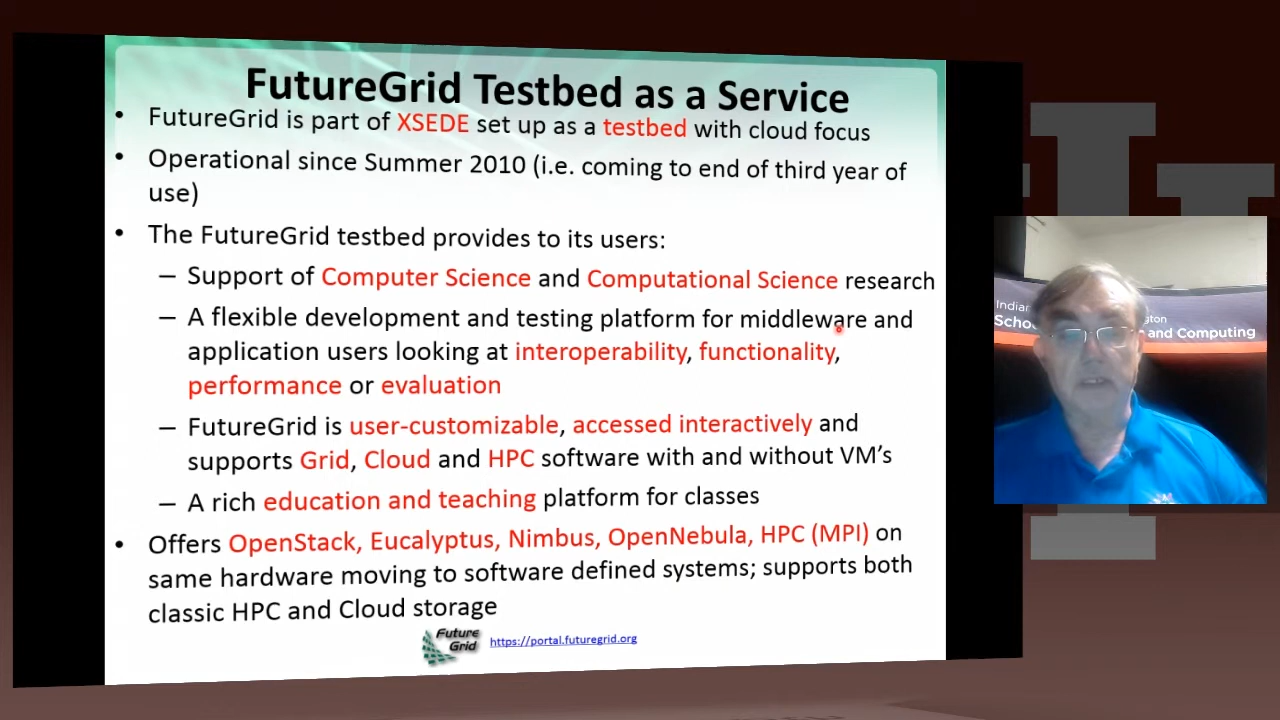 FutureGrid Testbed as a Service
• FutureGrid is part of XSEDE set up as a testbed with cloud focus
• Operational since Summer 2010 (i.e. coming to end of third year of
use)
• The FutureGrid testbed provides to its users:
– Support of Computer Science and Computational Science research
– A flexible development and testing platform for middleware and
application users looking at interoperability, functionality,
performance or evaluation
– FutureGrid is user-customizable, accessed interactively and
supports Grid, Cloud and HPC software with and without VM's
– A rich education and teaching platform for classes
• Offers OpenStack, Eucalyptus, Nimbus, OpenNebula, HPC (MPI) on
same hardware moving to software defined systems; supports both
classic HPC and Cloud storage
Future
Grid
https://portal.futuregrid.org
and Computing